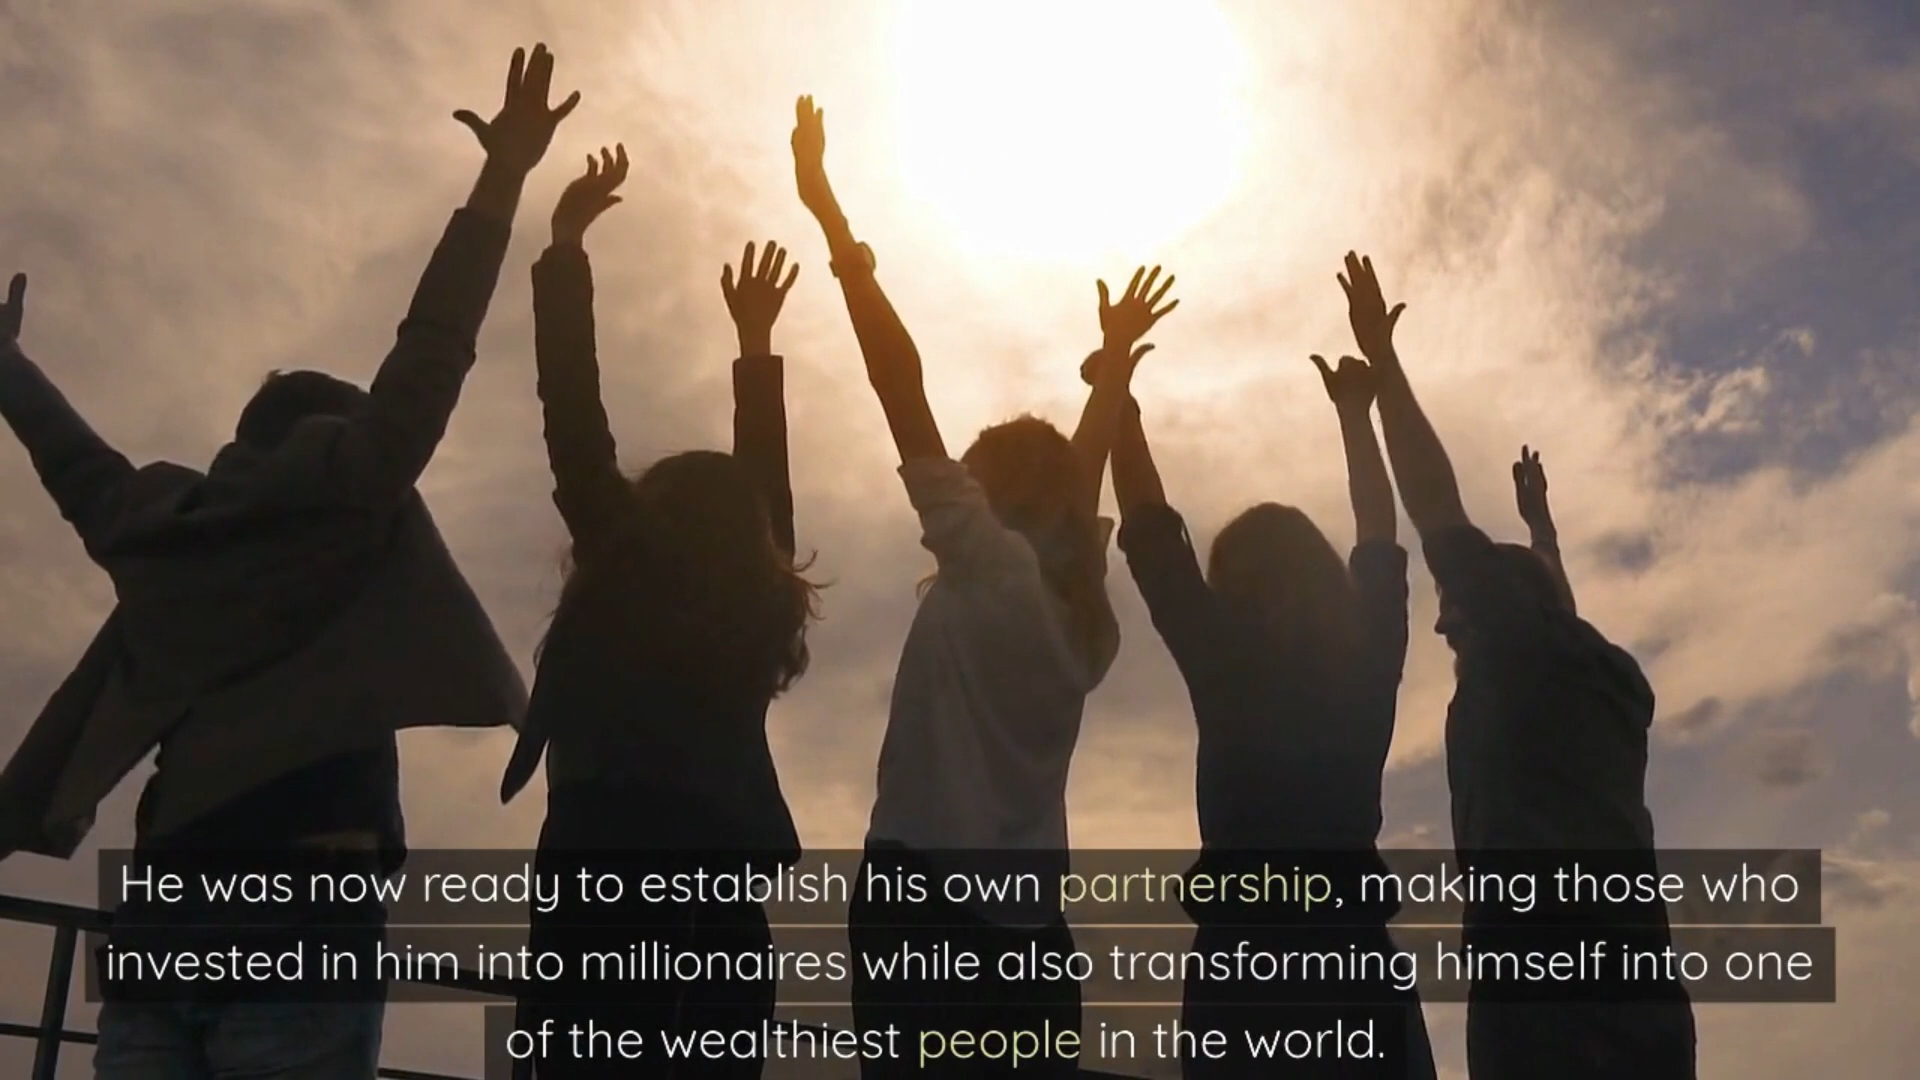 He was now ready to establish his own partnership, making those who
invested in him into millionaires while also transforming himself into one
of the wealthiest people in the world.